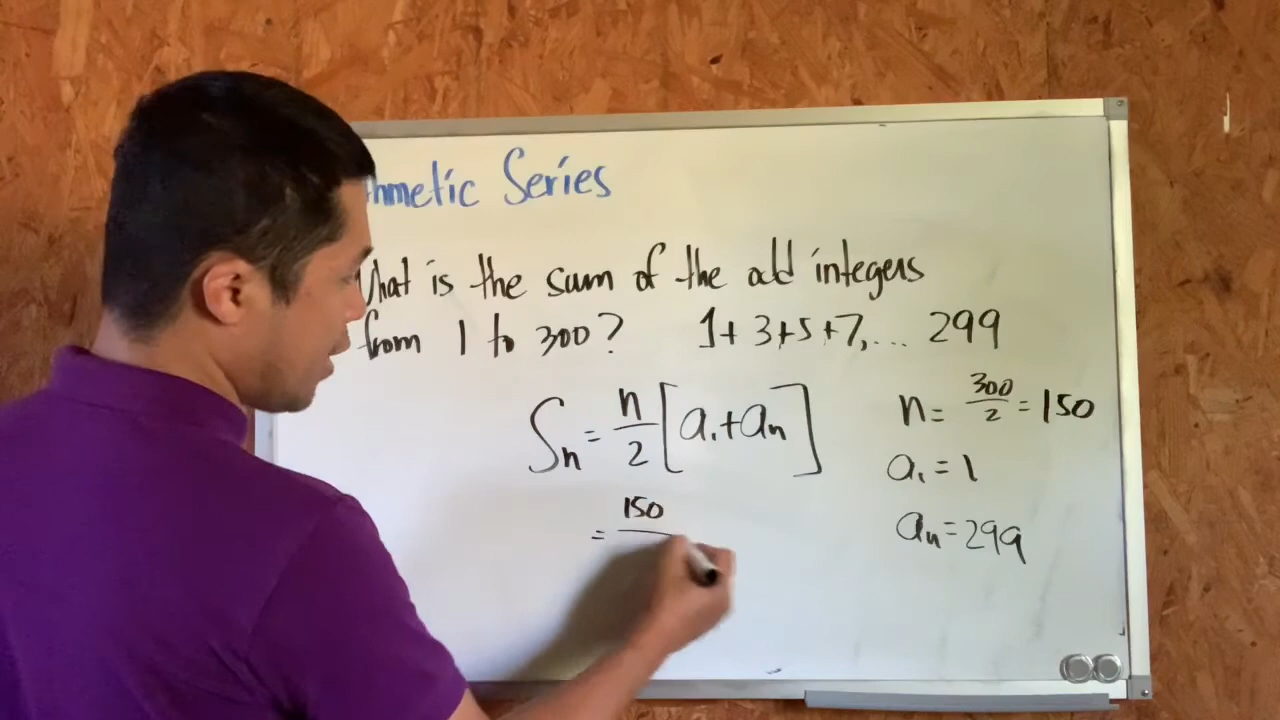 hmetic Series
What is the sum of the odd integers
from 1 to 300? 1+3+5+7,... 299
Sn = n/2 [a1+an]
n = 300/2 = 150
a1 = 1
= 150
an = 299